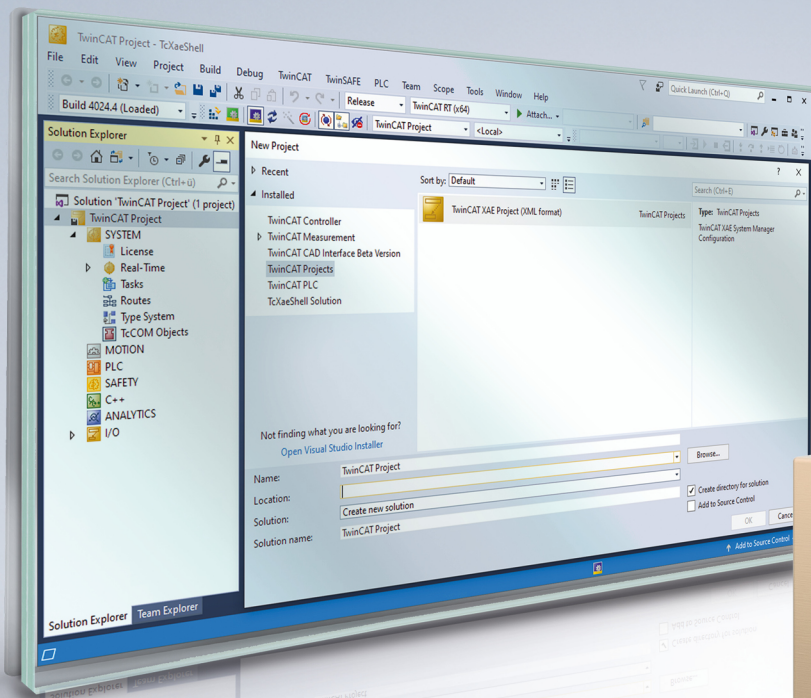 TwinCAT Project - TcXaeShell
File Edit View Project Build Debug TwinCAT TwinSAFE PLC Team Scope Tools Window Help
Quick Launch (Ctrl+Q)
Release TwinCAT RT (x64) Attach...
Build 4024.4 (Loaded) TwinCAT Project <Local>
Solution Explorer
Search Solution Explorer (Ctrl+ü)
Solution 'TwinCAT Project' (1 project)
TwinCAT Project
SYSTEM
License
Real-Time
Tasks
Routes
Type System
TcCOM Objects
MOTION
PLC
SAFETY
C++
ANALYTICS
I/O
Solution Explorer Team Explorer
New Project
? X
Recent
Installed
TwinCAT Controller
TwinCAT Measurement
TwinCAT CAD Interface Beta Version
TwinCAT Projects
TwinCAT PLC
TcXaeShell Solution
Not finding what you are looking for?
Open Visual Studio Installer
Sort by: Default
TwinCAT XAE Project (XML format) TwinCAT Projects
Search (Ctrl+E)
Type: TwinCAT Projects
TwinCAT XAE System Manager
Configuration
Name: TwinCAT Project
Location:
Browse...
Solution: Create new solution
Solution name: TwinCAT Project
Create directory for solution
Add to Source Control
OK Cance
Add to Source Control